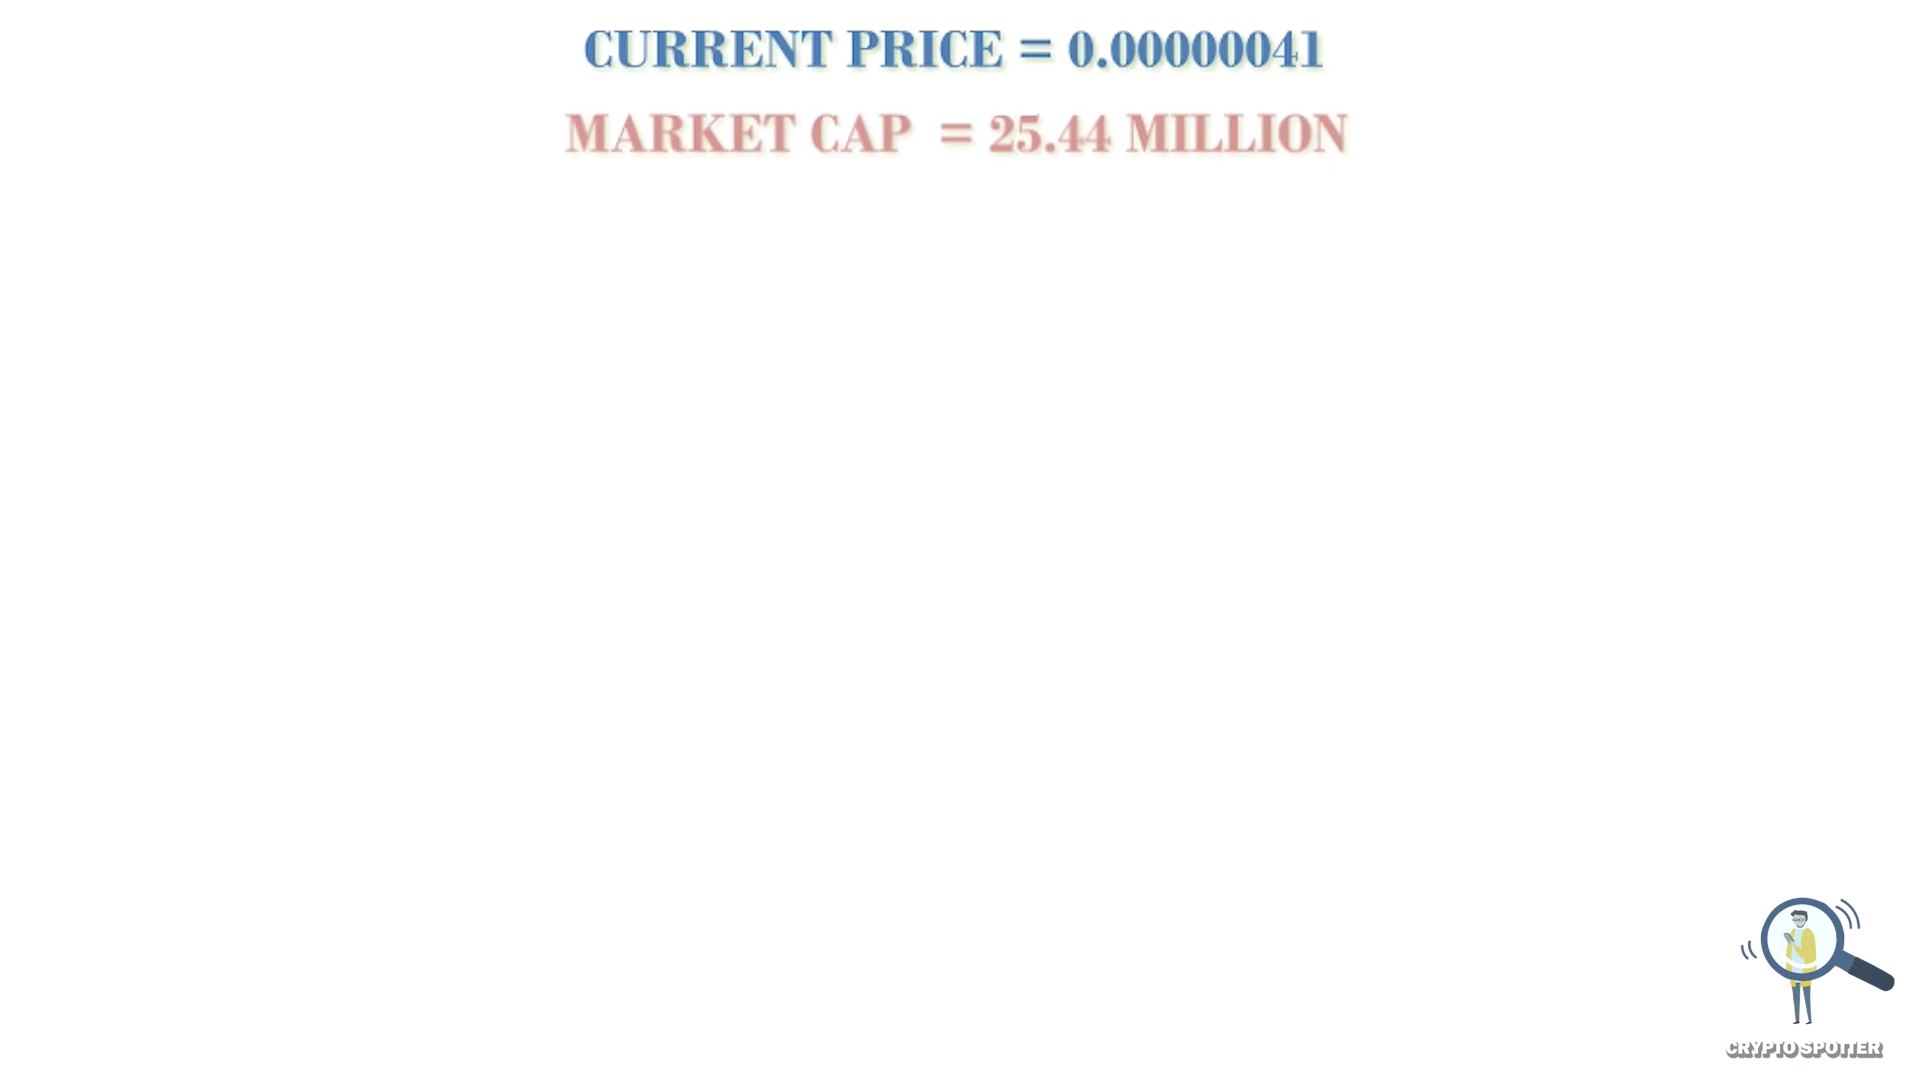 CURRENT PRICE = 0.00000041
MARKET CAP = 25.44 MILLION
CRYPTO SPOTTER